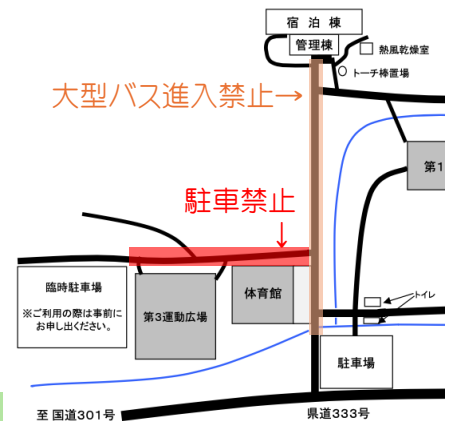 宿泊棟
管理棟
熱風乾燥室
トーチ棒置場
大型バス進入禁止→
第1
駐車禁止
↓
臨時駐車場
※ご利用の際は事前に
お申し出ください。
第3運動広場
体育館
トイレ
駐車場
至 国道301号
県道333号